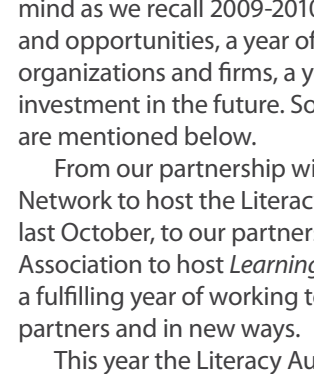 mind as we recall 2009-2010
and opportunities, a year of
organizations and firms, a y
investment in the future. So
are mentioned below.
From our partnership wi
Network to host the Literac
last October, to our partner
Association to host Learning
a fulfilling year of working to
partners and in new ways.
This year the Literacy Au